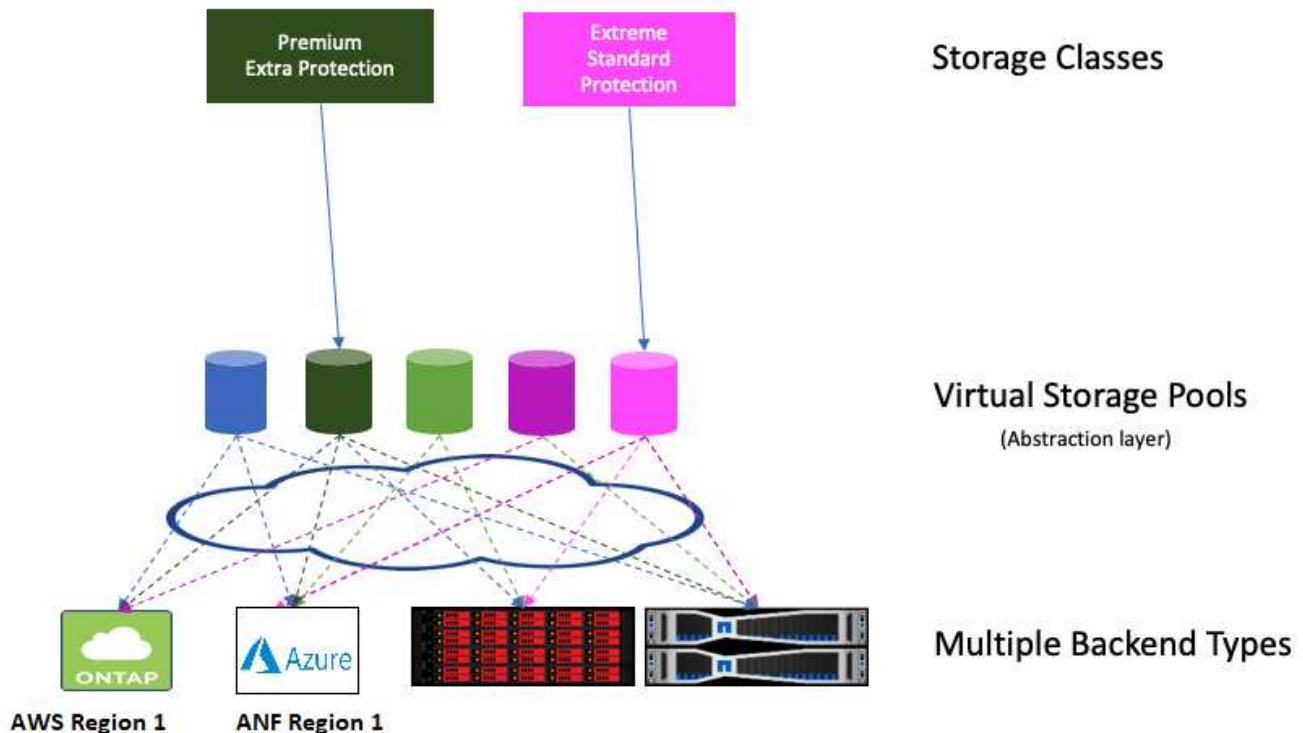 Premium
Extra Protection
Extreme
Standard
Protection
Storage Classes
Virtual Storage Pools
(Abstraction layer)
ONTAP
Azure
Multiple Backend Types
AWS Region 1
ANF Region 1